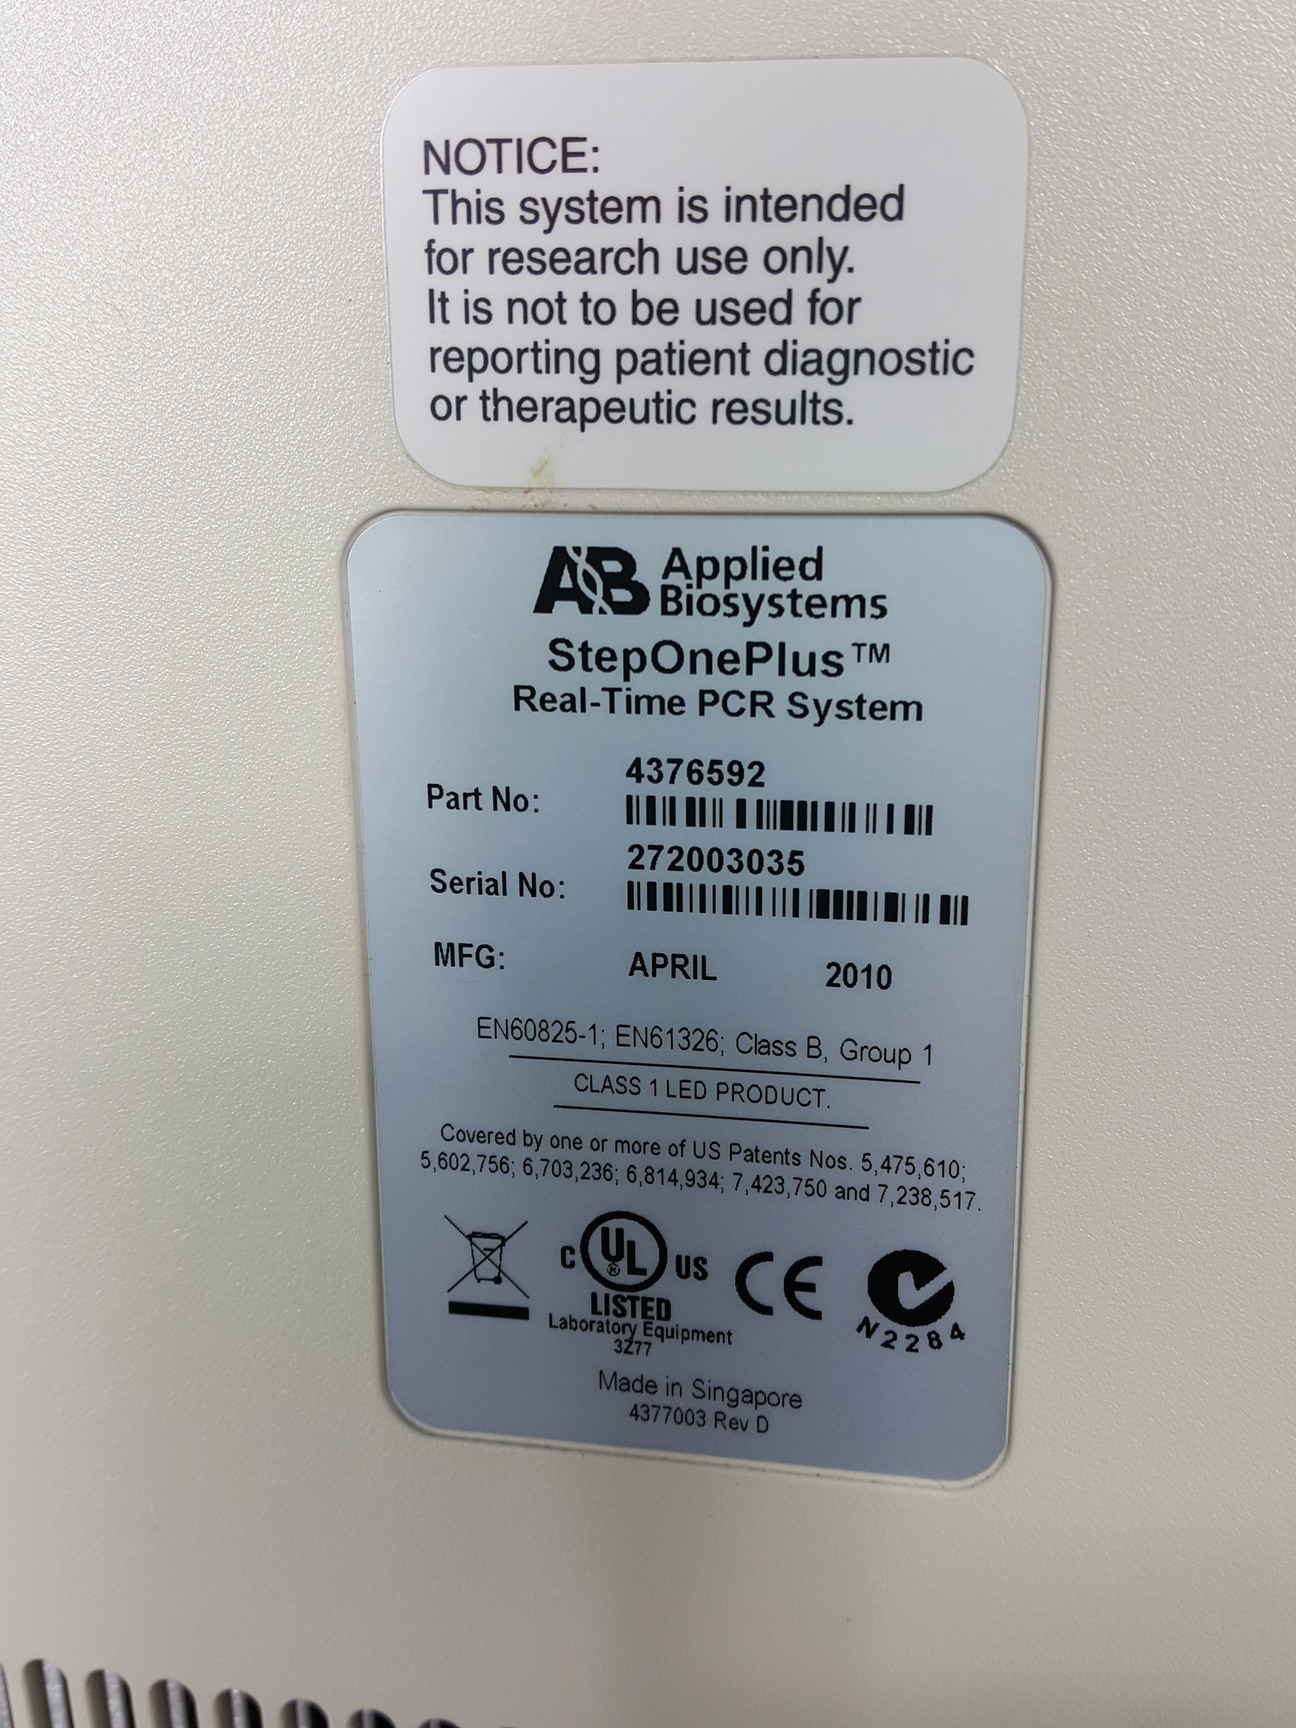 NOTICE:
This system is intended
for research use only.
It is not to be used for
reporting patient diagnostic
or therapeutic results.
AB Applied
Biosystems
StepOnePlus™
Real-Time PCR System
4376592
Part No:
272003035
Serial No:
MFG: APRIL 2010
EN60825-1; EN61326; Class B, Group 1
CLASS 1 LED PRODUCT.
Covered by one or more of US Patents Nos. 5,475,610;
5,602,756; 6,703,236; 6,814,934; 7,423,750 and 7,238,517.
C UL ® US CE
LISTED
Laboratory Equipment
3Z77
N2284
Made in Singapore
4377003 Rev D